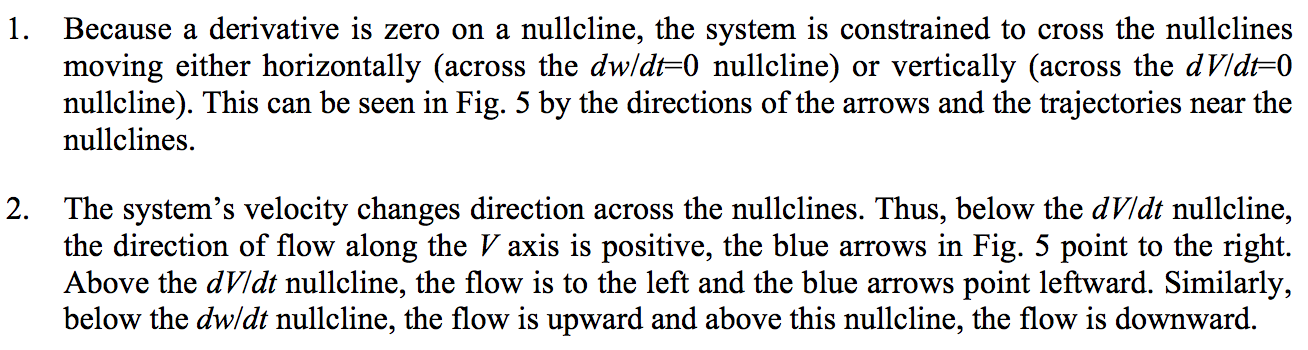 1. Because a derivative is zero on a nullcline, the system is constrained to cross the nullclines
moving either horizontally (across the dw/dt=0 nullcline) or vertically (across the dV/dt=0
nullcline). This can be seen in Fig. 5 by the directions of the arrows and the trajectories near the
nullclines.
2. The system’s velocity changes direction across the nullclines. Thus, below the dV/dt nullcline,
the direction of flow along the V axis is positive, the blue arrows in Fig. 5 point to the right.
Above the dV/dt nullcline, the flow is to the left and the blue arrows point leftward. Similarly,
below the dw/dt nullcline, the flow is upward and above this nullcline, the flow is downward.